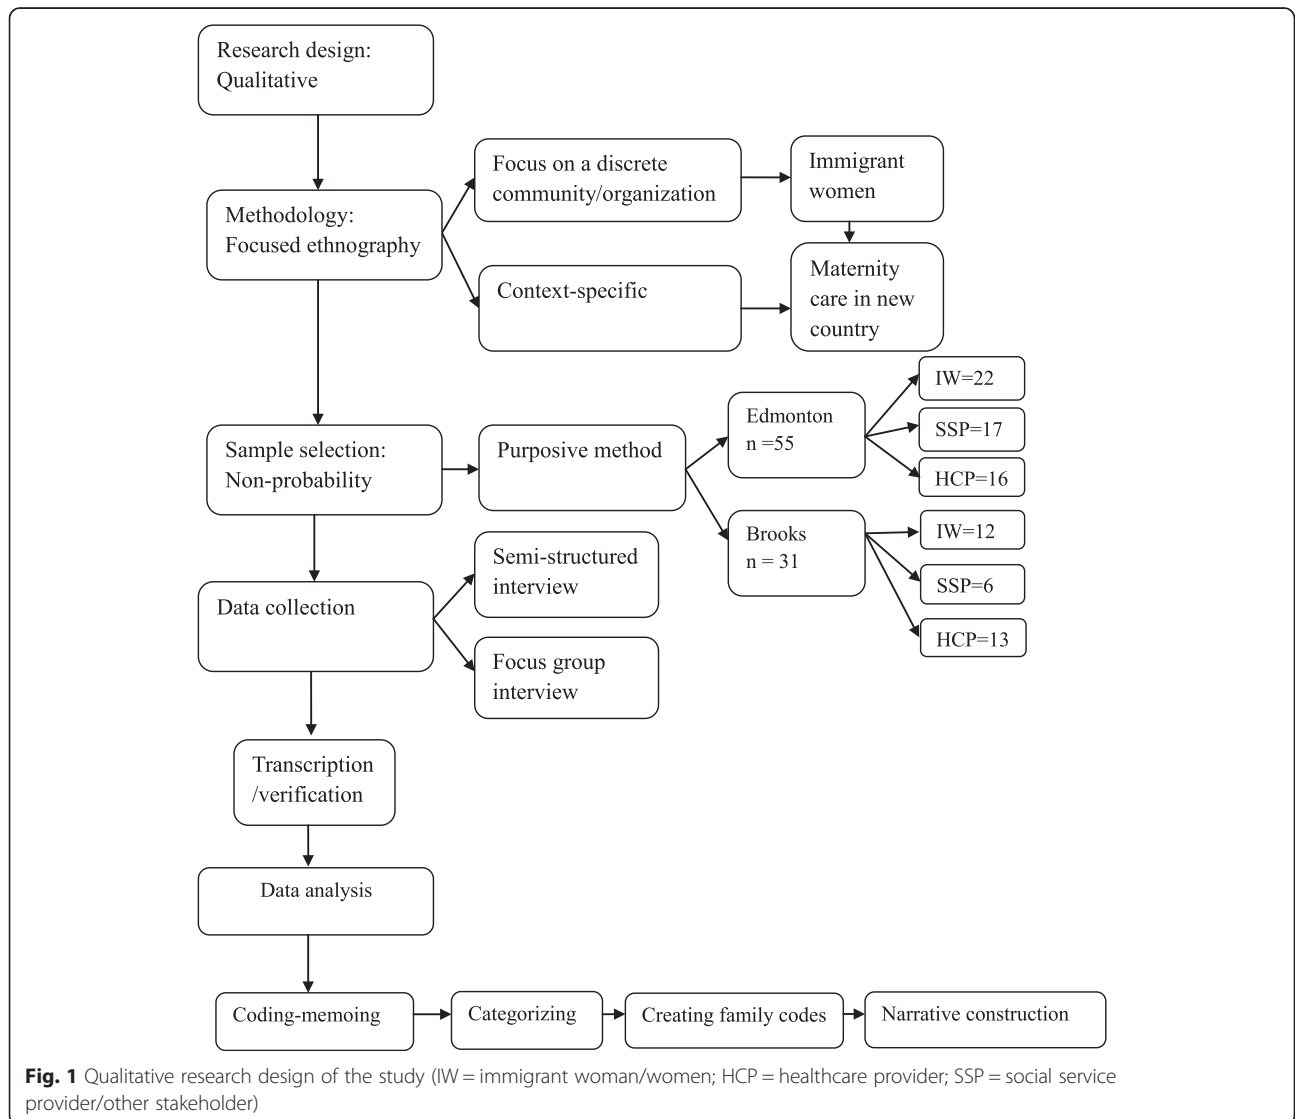 Research design:
Qualitative
Focus on a discrete
community/organization
Immigrant
women
Methodology:
Focused ethnography
Context-specific
Maternity
care in new
country
IW=22
Edmonton
n =55
SSP=17
Sample selection:
Non-probability
Purposive method
HCP=16
Brooks
n = 31
IW=12
SSP=6
HCP=13
Data collection
Semi-structured
interview
Focus group
interview
Transcription
/verification
Data analysis
Coding-memoing
Categorizing
Creating family codes
Narrative construction
Fig. 1 Qualitative research design of the study (IW = immigrant woman/women; HCP = healthcare provider; SSP = social service
provider/other stakeholder)